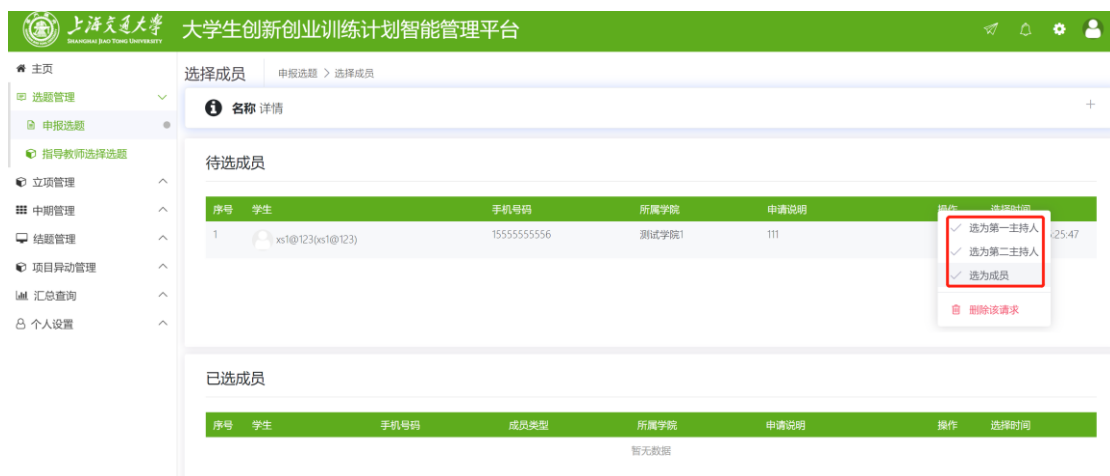 上海交通大学 大学生创新创业训练计划智能管理平台
SHANGHAI JIAO TONG UNIVERSITY
主页
选题管理
申报选题
指导教师选择选题
立项管理
中期管理
结题管理
项目异动管理
汇总查询
个人设置
选择成员 申报选题 > 选择成员
名称 详情
待选成员
序号 学生 手机号码 所属学院 申请说明 操作 选择时间
1 xs1@123(xs1@123) 15555555556 测试学院1 111 :25:47
选为第一主持人
选为第二主持人
选为成员
删除该请求
已选成员
序号 学生 手机号码 成员类型 所属学院 申请说明 操作 选择时间
暂无数据